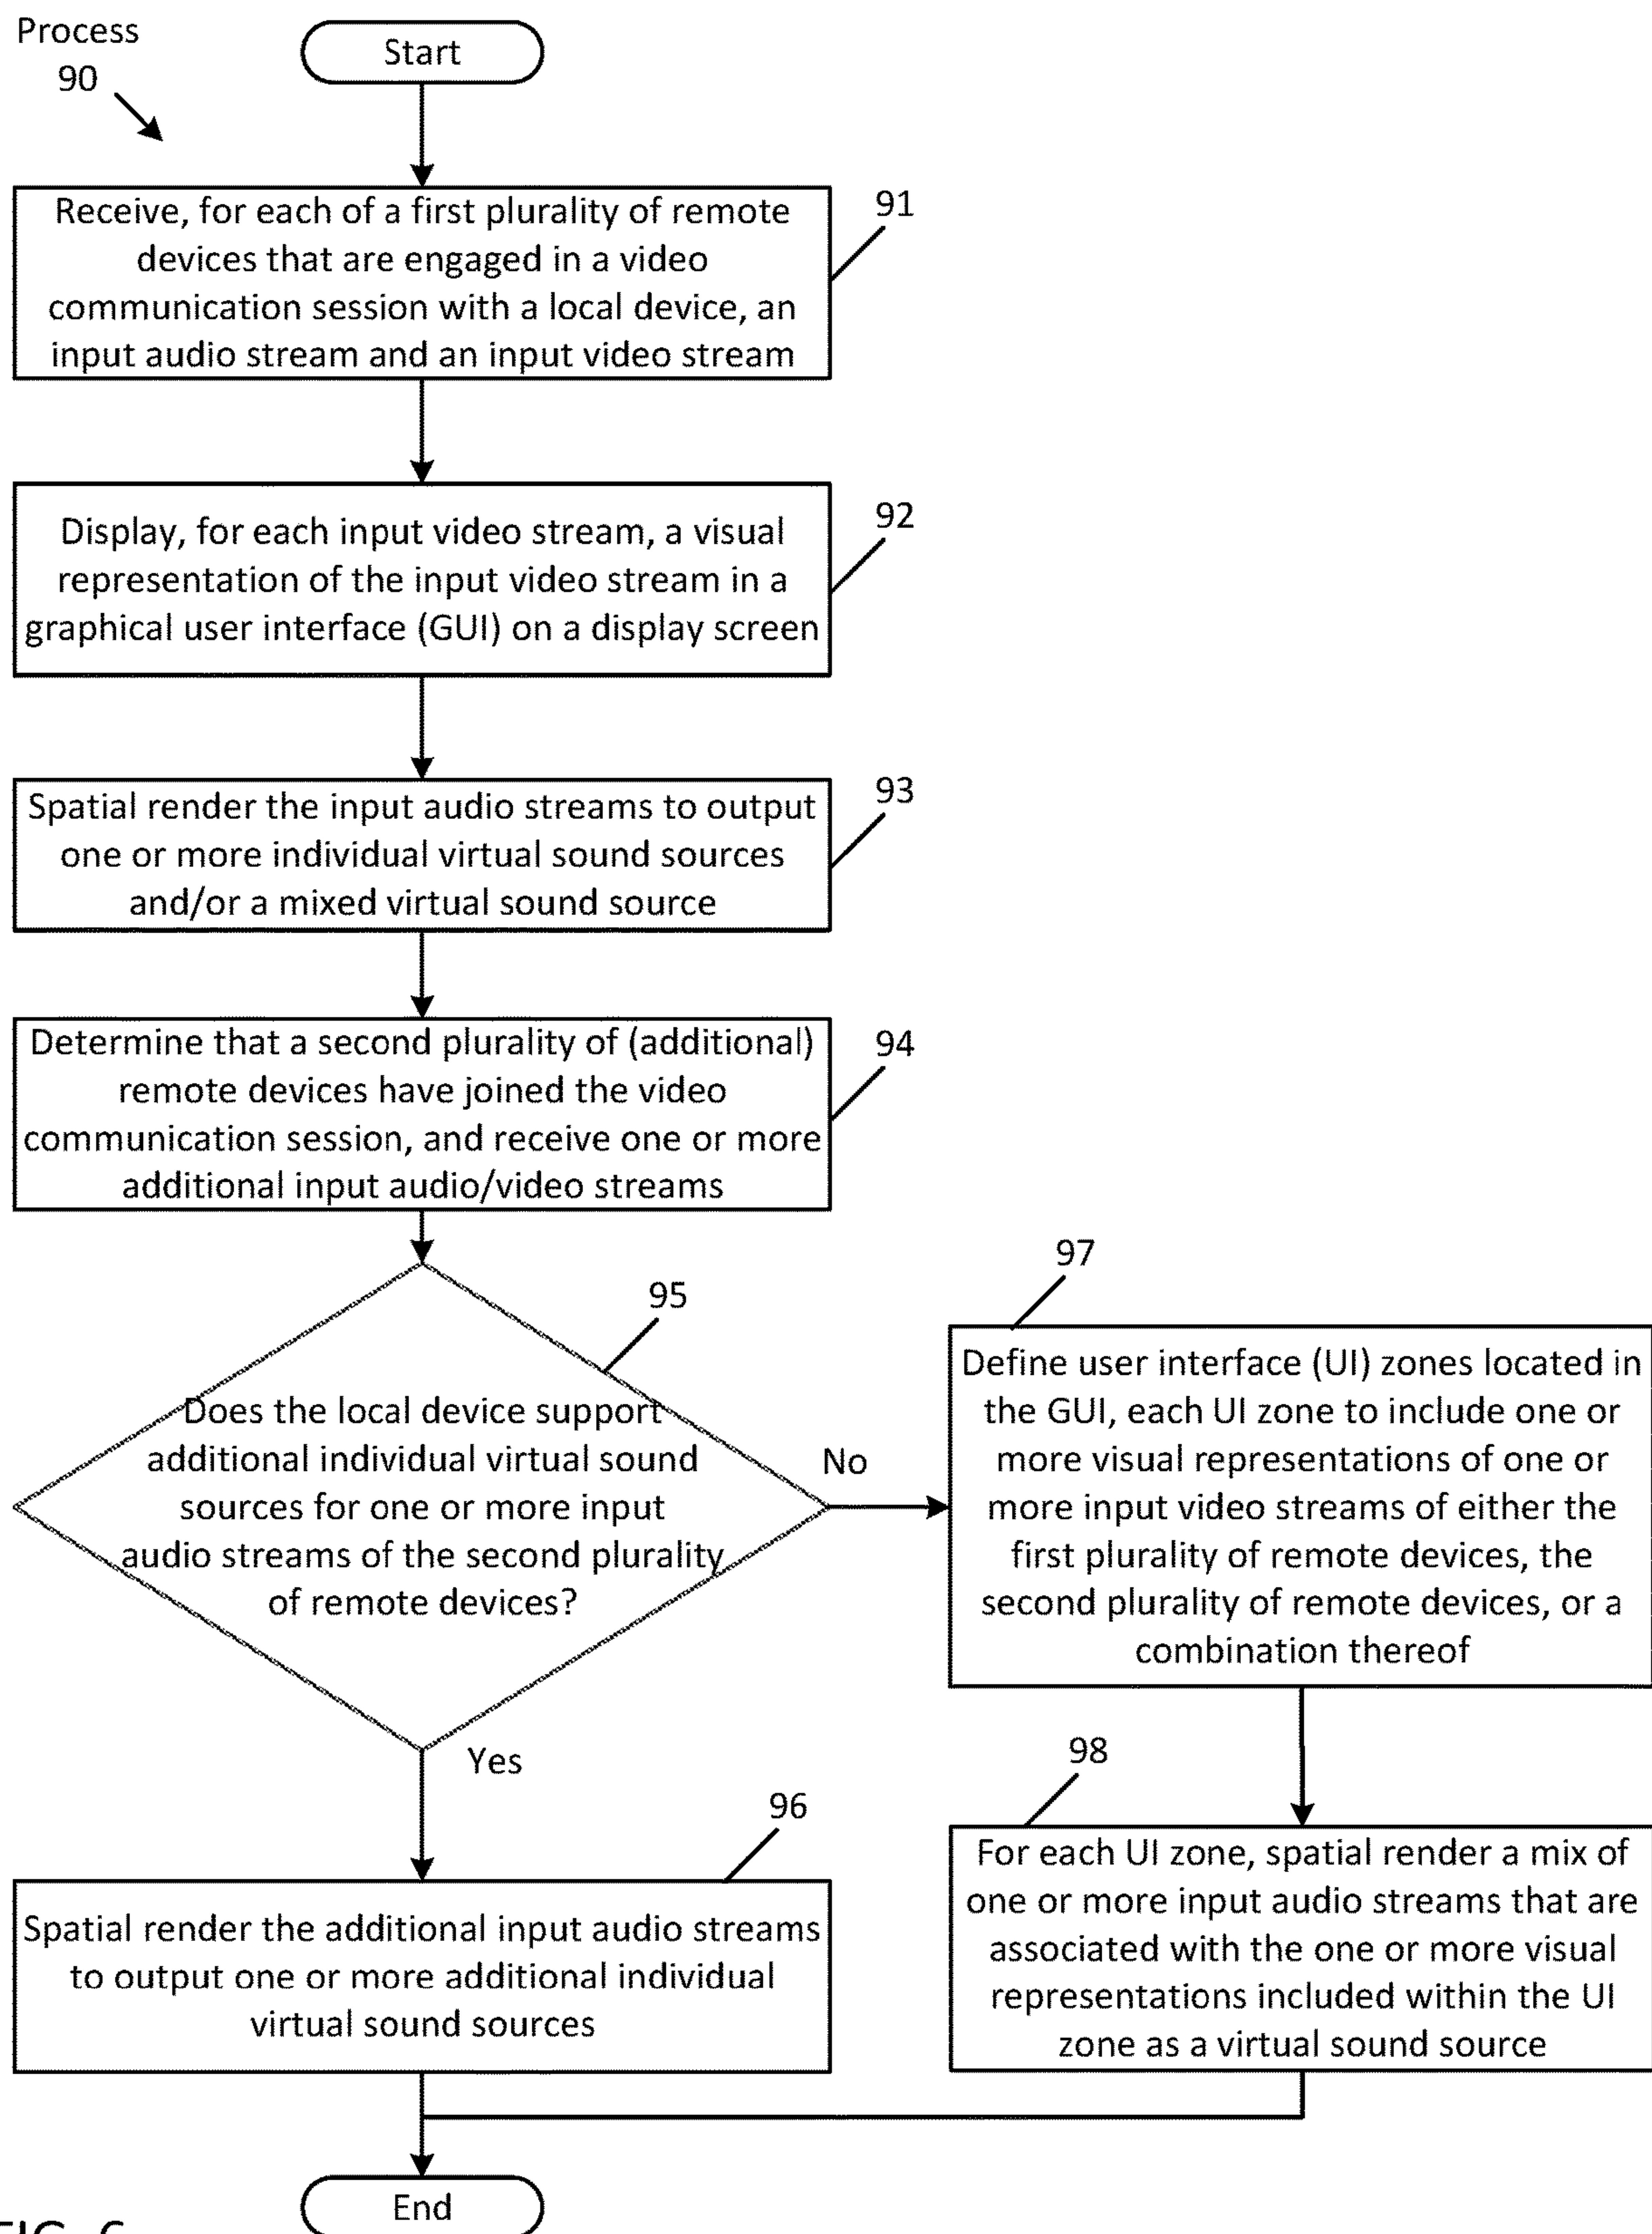 Process
90
Start
91
Receive, for each of a first plurality of remote
devices that are engaged in a video
communication session with a local device, an
input audio stream and an input video stream
92
Display, for each input video stream, a visual
representation of the input video stream in a
graphical user interface (GUI) on a display screen
93
Spatial render the input audio streams to output
one or more individual virtual sound sources
and/or a mixed virtual sound source
94
Determine that a second plurality of (additional)
remote devices have joined the video
communication session, and receive one or more
additional input audio/video streams
95
Does the local device support
additional individual virtual sound
sources for one or more input
audio streams of the second plurality
of remote devices?
No
97
Define user interface (UI) zones located in
the GUI, each UI zone to include one or
more visual representations of one or
more input video streams of either the
first plurality of remote devices, the
second plurality of remote devices, or a
combination thereof
Yes
96
Spatial render the additional input audio streams
to output one or more additional individual
virtual sound sources
98
For each UI zone, spatial render a mix of
one or more input audio streams that are
associated with the one or more visual
representations included within the UI
zone as a virtual sound source
End
FIG. 6